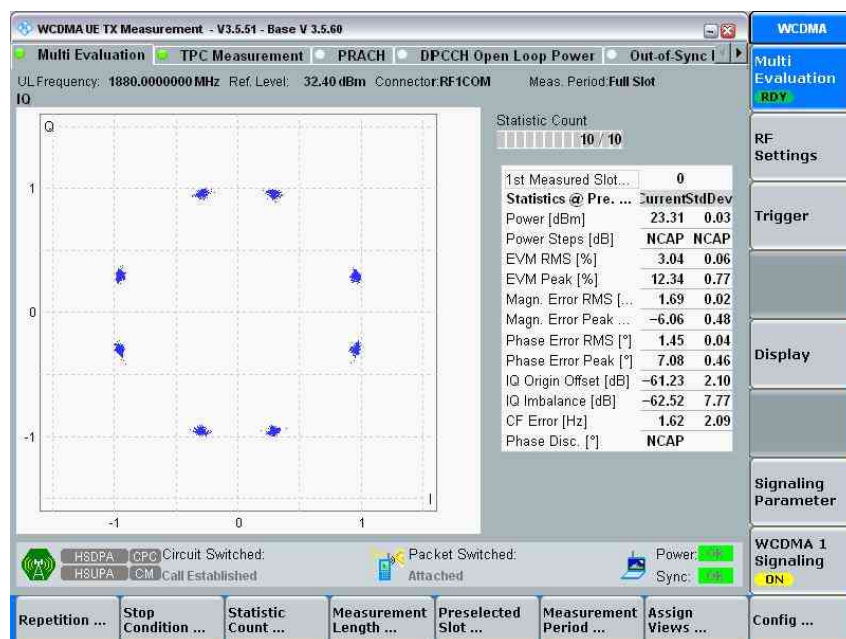 WCDMA UE TX Measurement - V3.5.51 - Base V 3.5.60
WCDMA
Multi Evaluation
TPC Measurement
PRACH
DPCCH Open Loop Power
Out-of-Sync
Multi Evaluation
RDY
UL Frequency: 1880.0000000 MHz Ref. Level: 32.40 dBm Connector:RF1COM Meas. Period:Full Slot
IQ
Q
1
0
-1
-1
0
1
I
Statistic Count
10 / 10
1st Measured Slot... 0
Statistics @ Pre. ... Current StdDev
Power [dBm] 23.31 0.03
Power Steps [dB] NCAP NCAP
EVM RMS [%] 3.04 0.06
EVM Peak [%] 12.34 0.77
Magn. Error RMS [... 1.69 0.02
Magn. Error Peak ... −6.06 0.48
Phase Error RMS [°] 1.45 0.04
Phase Error Peak [°] 7.08 0.46
IQ Origin Offset [dB] −61.23 2.10
IQ Imbalance [dB] −62.52 7.77
CF Error [Hz] 1.62 2.09
Phase Disc. [°] NCAP
RF Settings
Trigger
Display
Signaling Parameter
WCDMA 1 Signaling
ON
HSDPA CPC Circuit Switched:
HSUPA CM Call Established
Packet Switched:
Attached
Power: OK
Sync: OK
Repetition ...
Stop Condition ...
Statistic Count ...
Measurement Length ...
Preselected Slot ...
Measurement Period ...
Assign Views ...
Config ...